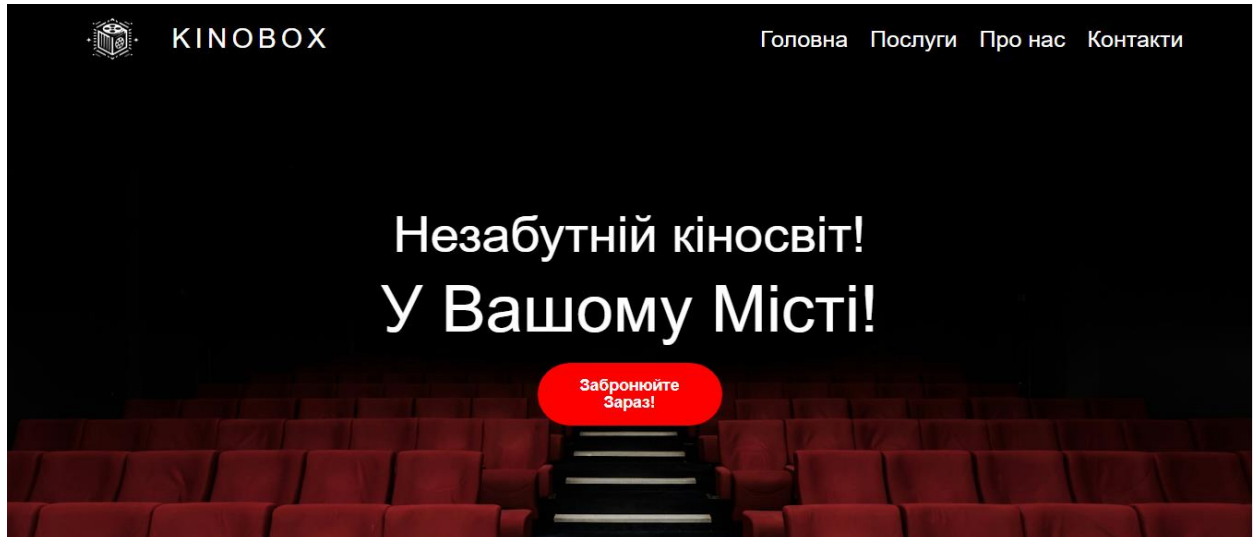 KINOBOX
Головна Послуги Про нас Контакти
Незабутній кіносвіт!
У Вашому Місті!
Забронюйте
Зараз!